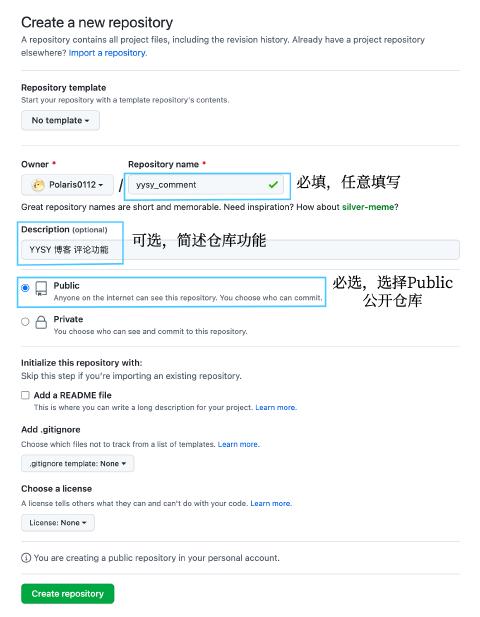 Create a new repository
A repository contains all project files, including the revision history. Already have a project repository
elsewhere? Import a repository.
Repository template
Start your repository with a template repository's contents.
No template
Owner *
Repository name *
Polaris0112
/
yysy_comment
必填，任意填写
Great repository names are short and memorable. Need inspiration? How about silver-meme?
Description (optional)
YYSY 博客 评论功能
可选，简述仓库功能
Public
Anyone on the internet can see this repository. You choose who can commit.
必选，选择Public
公开仓库
Private
You choose who can see and commit to this repository.
Initialize this repository with:
Skip this step if you're importing an existing repository.
Add a README file
This is where you can write a long description for your project. Learn more.
Add .gitignore
Choose which files not to track from a list of templates. Learn more.
.gitignore template: None
Choose a license
A license tells others what they can and can't do with your code. Learn more.
License: None
You are creating a public repository in your personal account.
Create repository